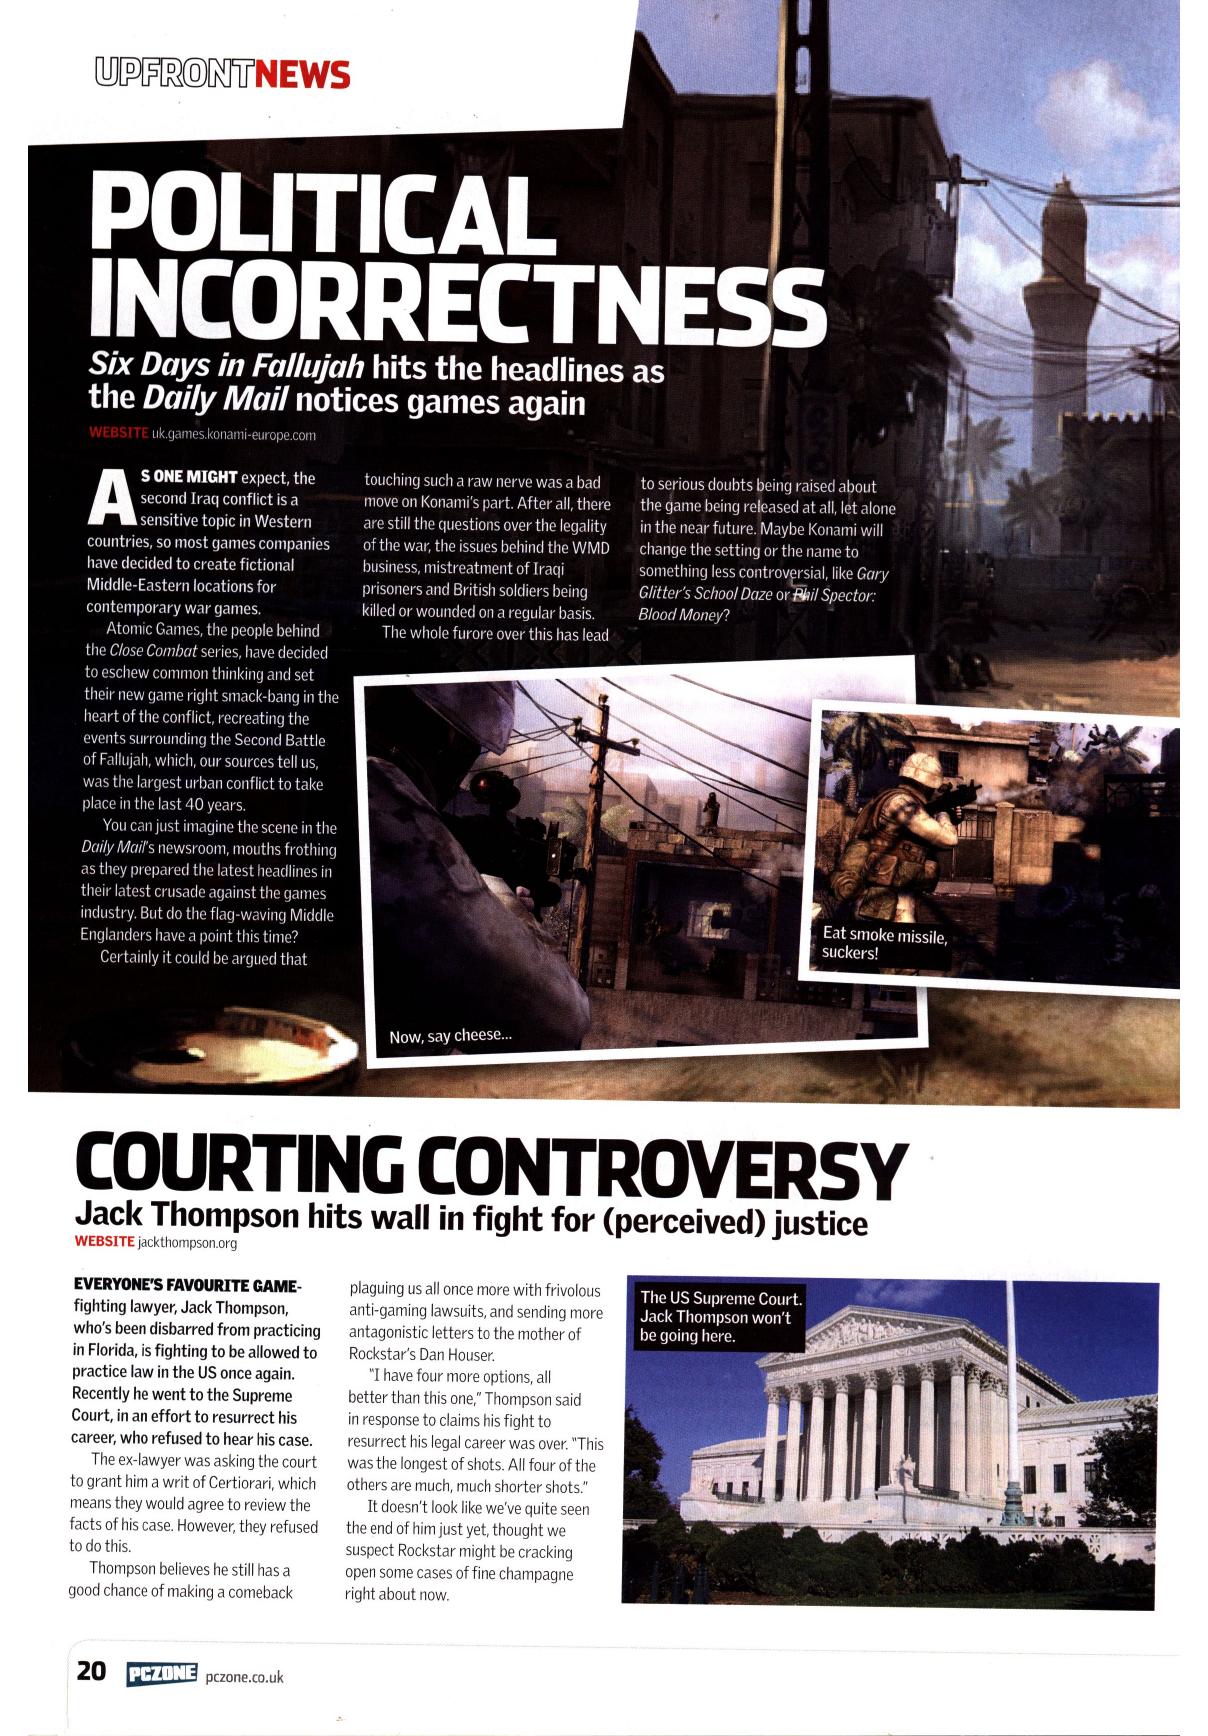 UPFRONTNEWS
POLITICAL
INCORRECTNESS
Six Days in Fallujah hits the headlines as
the Daily Mail notices games again
WEBSITE uk.games.konami-europe.com
AS ONE MIGHT expect, the
second Iraq conflict is a
sensitive topic in Western
countries, so most games companies
have decided to create fictional
Middle-Eastern locations for
contemporary war games.
Atomic Games, the people behind
the Close Combat series, have decided
to eschew common thinking and set
their new game right smack-bang in the
heart of the conflict, recreating the
events surrounding the Second Battle
of Fallujah, which, our sources tell us,
was the largest urban conflict to take
place in the last 40 years.
You can just imagine the scene in the
Daily Mail's newsroom, mouths frothing
as they prepared the latest headlines in
their latest crusade against the games
industry. But do the flag-waving Middle
Englanders have a point this time?
Certainly it could be argued that
touching such a raw nerve was a bad
move on Konami's part. After all, there
are still the questions over the legality
of the war, the issues behind the WMD
business, mistreatment of Iraqi
prisoners and British soldiers being
killed or wounded on a regular basis.
The whole furore over this has lead
to serious doubts being raised about
the game being released at all, let alone
in the near future. Maybe Konami will
change the setting or the name to
something less controversial, like Gary
Glitter's School Daze or Phil Spector:
Blood Money?
Now, say cheese...
Eat smoke missile,
suckers!
COURTING CONTROVERSY
Jack Thompson hits wall in fight for (perceived) justice
WEBSITE jackthompson.org
EVERYONE'S FAVOURITE GAME-
fighting lawyer, Jack Thompson,
who's been disbarred from practicing
in Florida, is fighting to be allowed to
practice law in the US once again.
Recently he went to the Supreme
Court, in an effort to resurrect his
career, who refused to hear his case.
The ex-lawyer was asking the court
to grant him a writ of Certiorari, which
means they would agree to review the
facts of his case. However, they refused
to do this.
Thompson believes he still has a
good chance of making a comeback
plaguing us all once more with frivolous
anti-gaming lawsuits, and sending more
antagonistic letters to the mother of
Rockstar's Dan Houser.
"I have four more options, all
better than this one," Thompson said
in response to claims his fight to
resurrect his legal career was over. "This
was the longest of shots. All four of the
others are much, much shorter shots."
It doesn't look like we've quite seen
the end of him just yet, thought we
suspect Rockstar might be cracking
open some cases of fine champagne
right about now.
The US Supreme Court.
Jack Thompson won't
be going here.
20 PCZONE pczone.co.uk